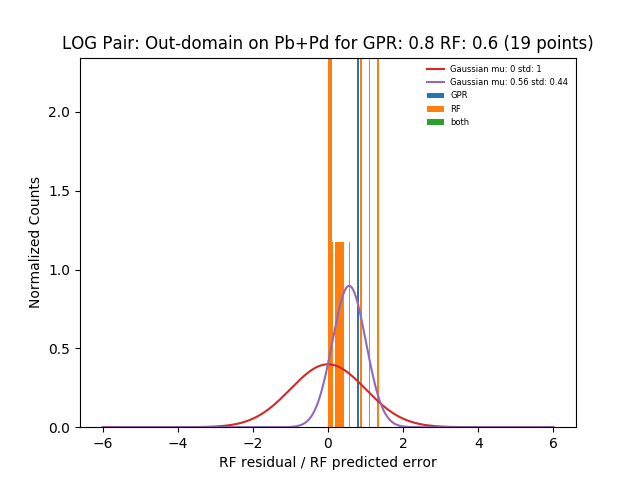 LOG Pair: Out-domain on Pb+Pd for GPR: 0.8 RF: 0.6 (19 points)
Gaussian mu: 0 std: 1
Gaussian mu: 0.56 std: 0.44
GPR
RF
both
Normalized Counts
2.0
1.5
1.0
0.5
0.0
−6
−4
−2
0
2
4
6
RF residual / RF predicted error